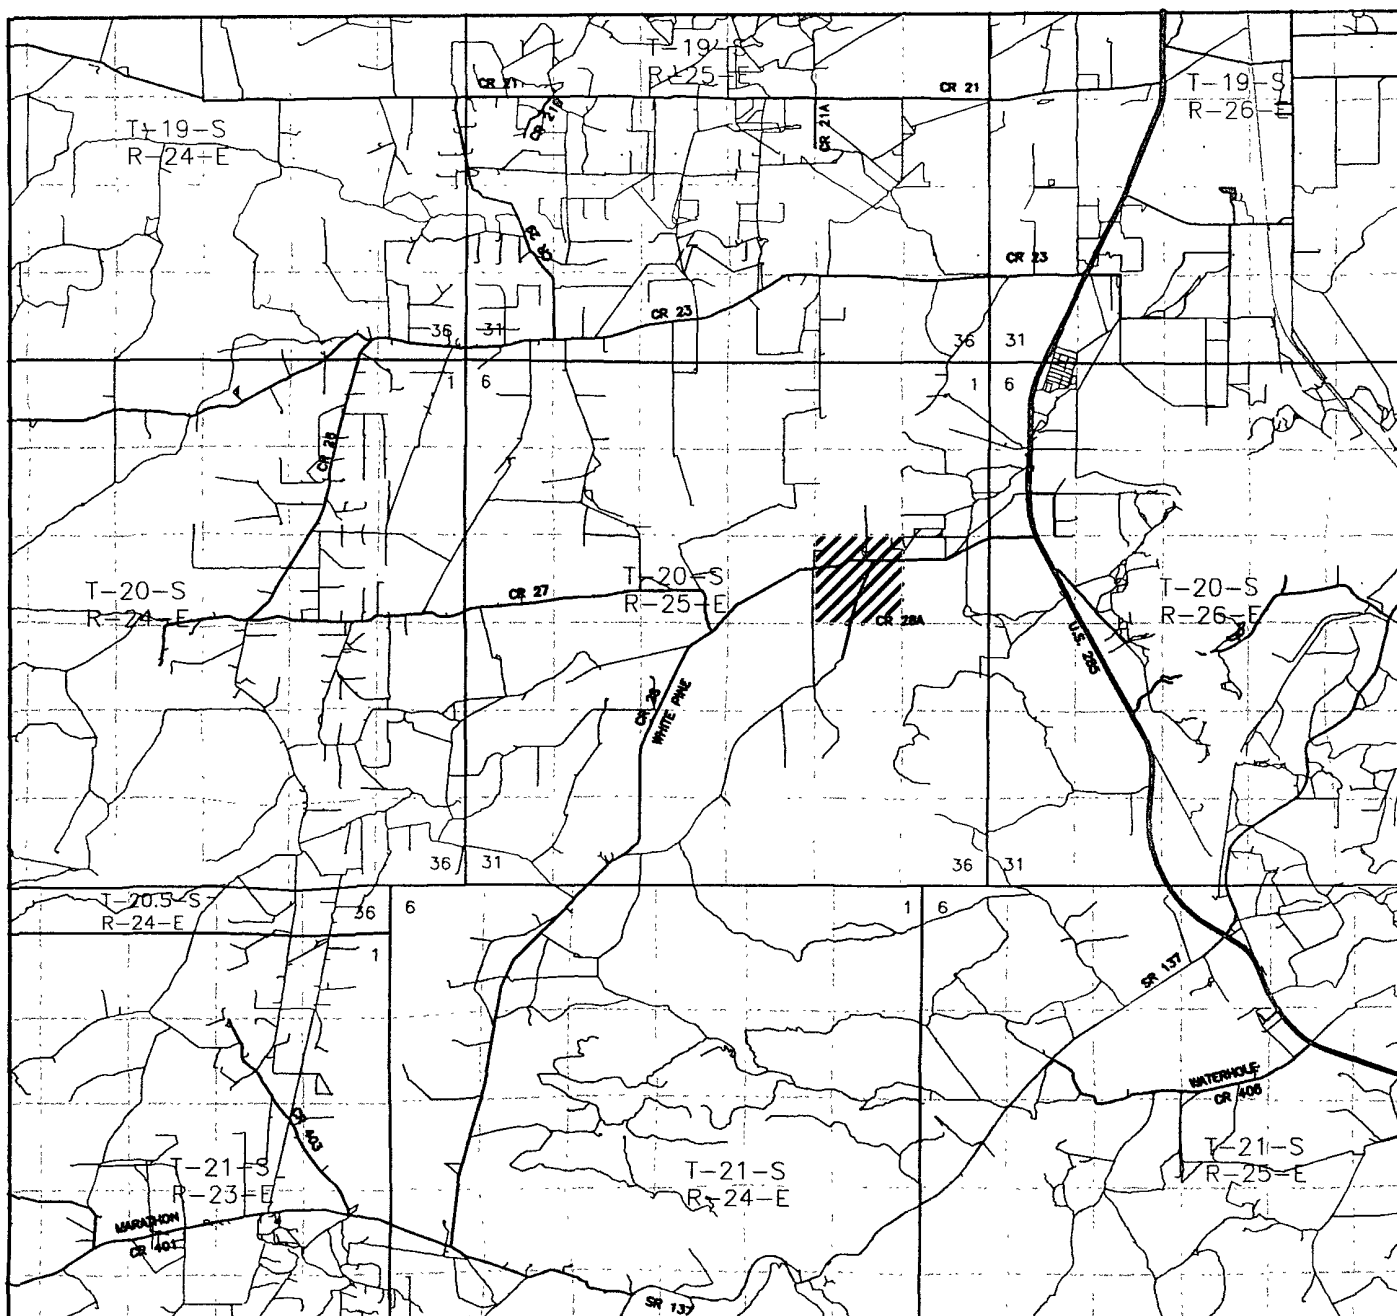 T-19-S
R-25-E
CR 21
CR 21
T-19-S
R-26-E
CR 21B
CR 21A
T-19-S
R-24-E
CR 29
CR 23
CR 23
36
31
36
31
1
6
1
6
CR 28
T-20-S
R-24-E
CR 27
T-20-S
R-25-E
T-20-S
R-26-E
CR 28A
U.S. 285
CR 28
WHITE PINE
36
31
36
31
T-20.5-S
R-24-E
36
6
1
6
1
SR 137
WATERHOLE
CR 408
CR 403
T-21-S
R-23-E
T-21-S
R-24-E
T-21-S
R-25-E
MARATHON
CR 401
SR 137